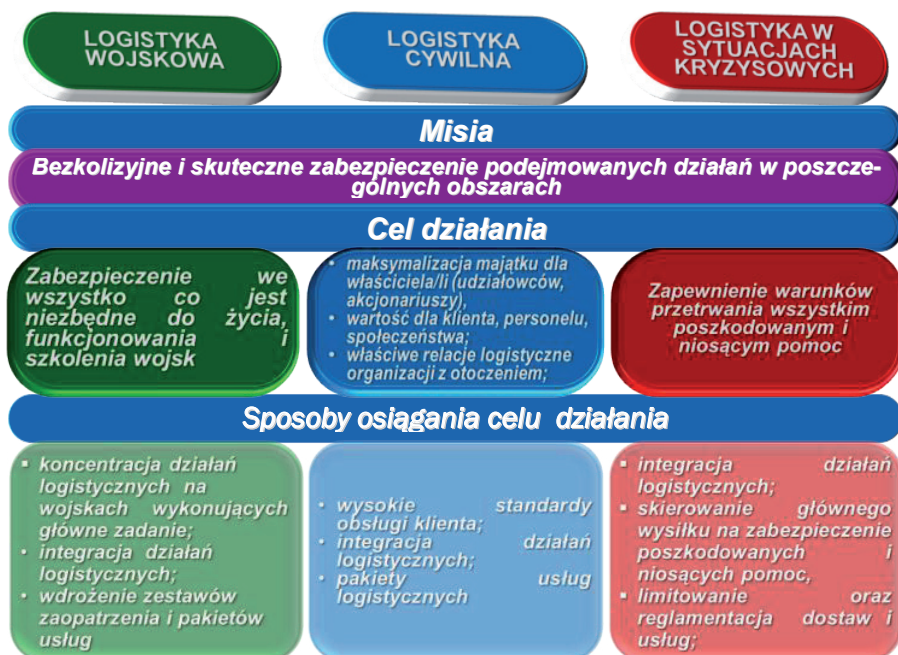 LOGISTYKA
WOJSKOWA
LOGISTYKA
CYWILNA
LOGISTYKA W
SYTUACJACH
KRYZYSOWYCH
Misia
Bezkolizyjne i skuteczne zabezpieczenie podejmowanych działań w poszcze-
gólnych obszarach
Cel działania
Zabezpieczenie we
wszystko co jest
niezbędne do życia,
funkcjonowania i
szkolenia wojsk
• maksymalizacja majątku dla
właściciela/li (udziałowców,
akcjonariuszy),
• wartość dla klienta, personelu,
społeczeństwa;
• właściwe relacje logistyczne
organizacji z otoczeniem;
Zapewnienie warunków
przetrwania wszystkim
poszkodowanym i
niosącym pomoc
Sposoby osiągania celu działania
▪ koncentracja działań
logistycznych na
wojskach wykonujących
główne zadanie;
• integracja działań
logistycznych;
• wdrożenie zestawów
zaopatrzenia i pakietów
usług
• wysokie standardy
obsługi klienta;
• integracja działań
logistycznych;
• pakiety usług
logistycznych
▪ integracja działań
logistycznych;
▪ skierowanie głównego
wysiłku na zabezpieczenie
poszkodowanych i
niosących pomoc,
▪ limitowanie oraz
reglamentacja dostaw i
usług;